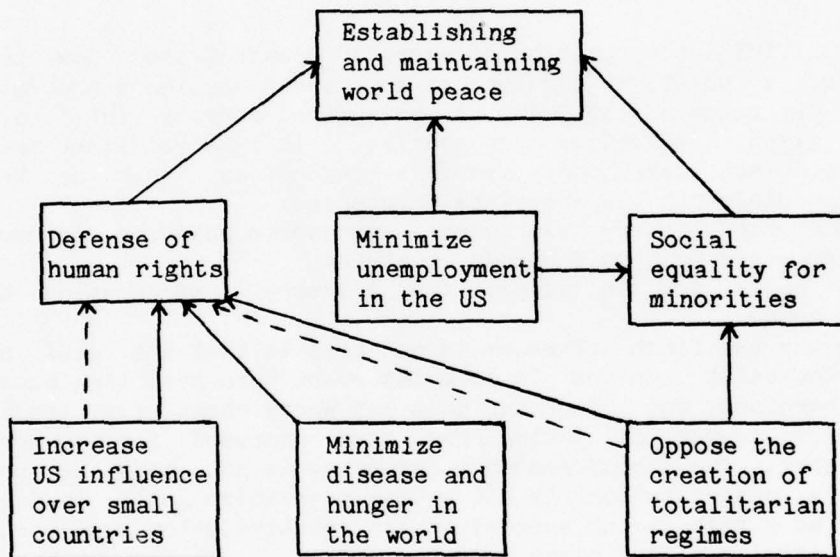 Establishing
and maintaining
world peace
Defense of
human rights
Minimize
unemployment
in the US
Social
equality for
minorities
Increase
US influence
over small
countries
Minimize
disease and
hunger in
the world
Oppose the
creation of
totalitarian
regimes